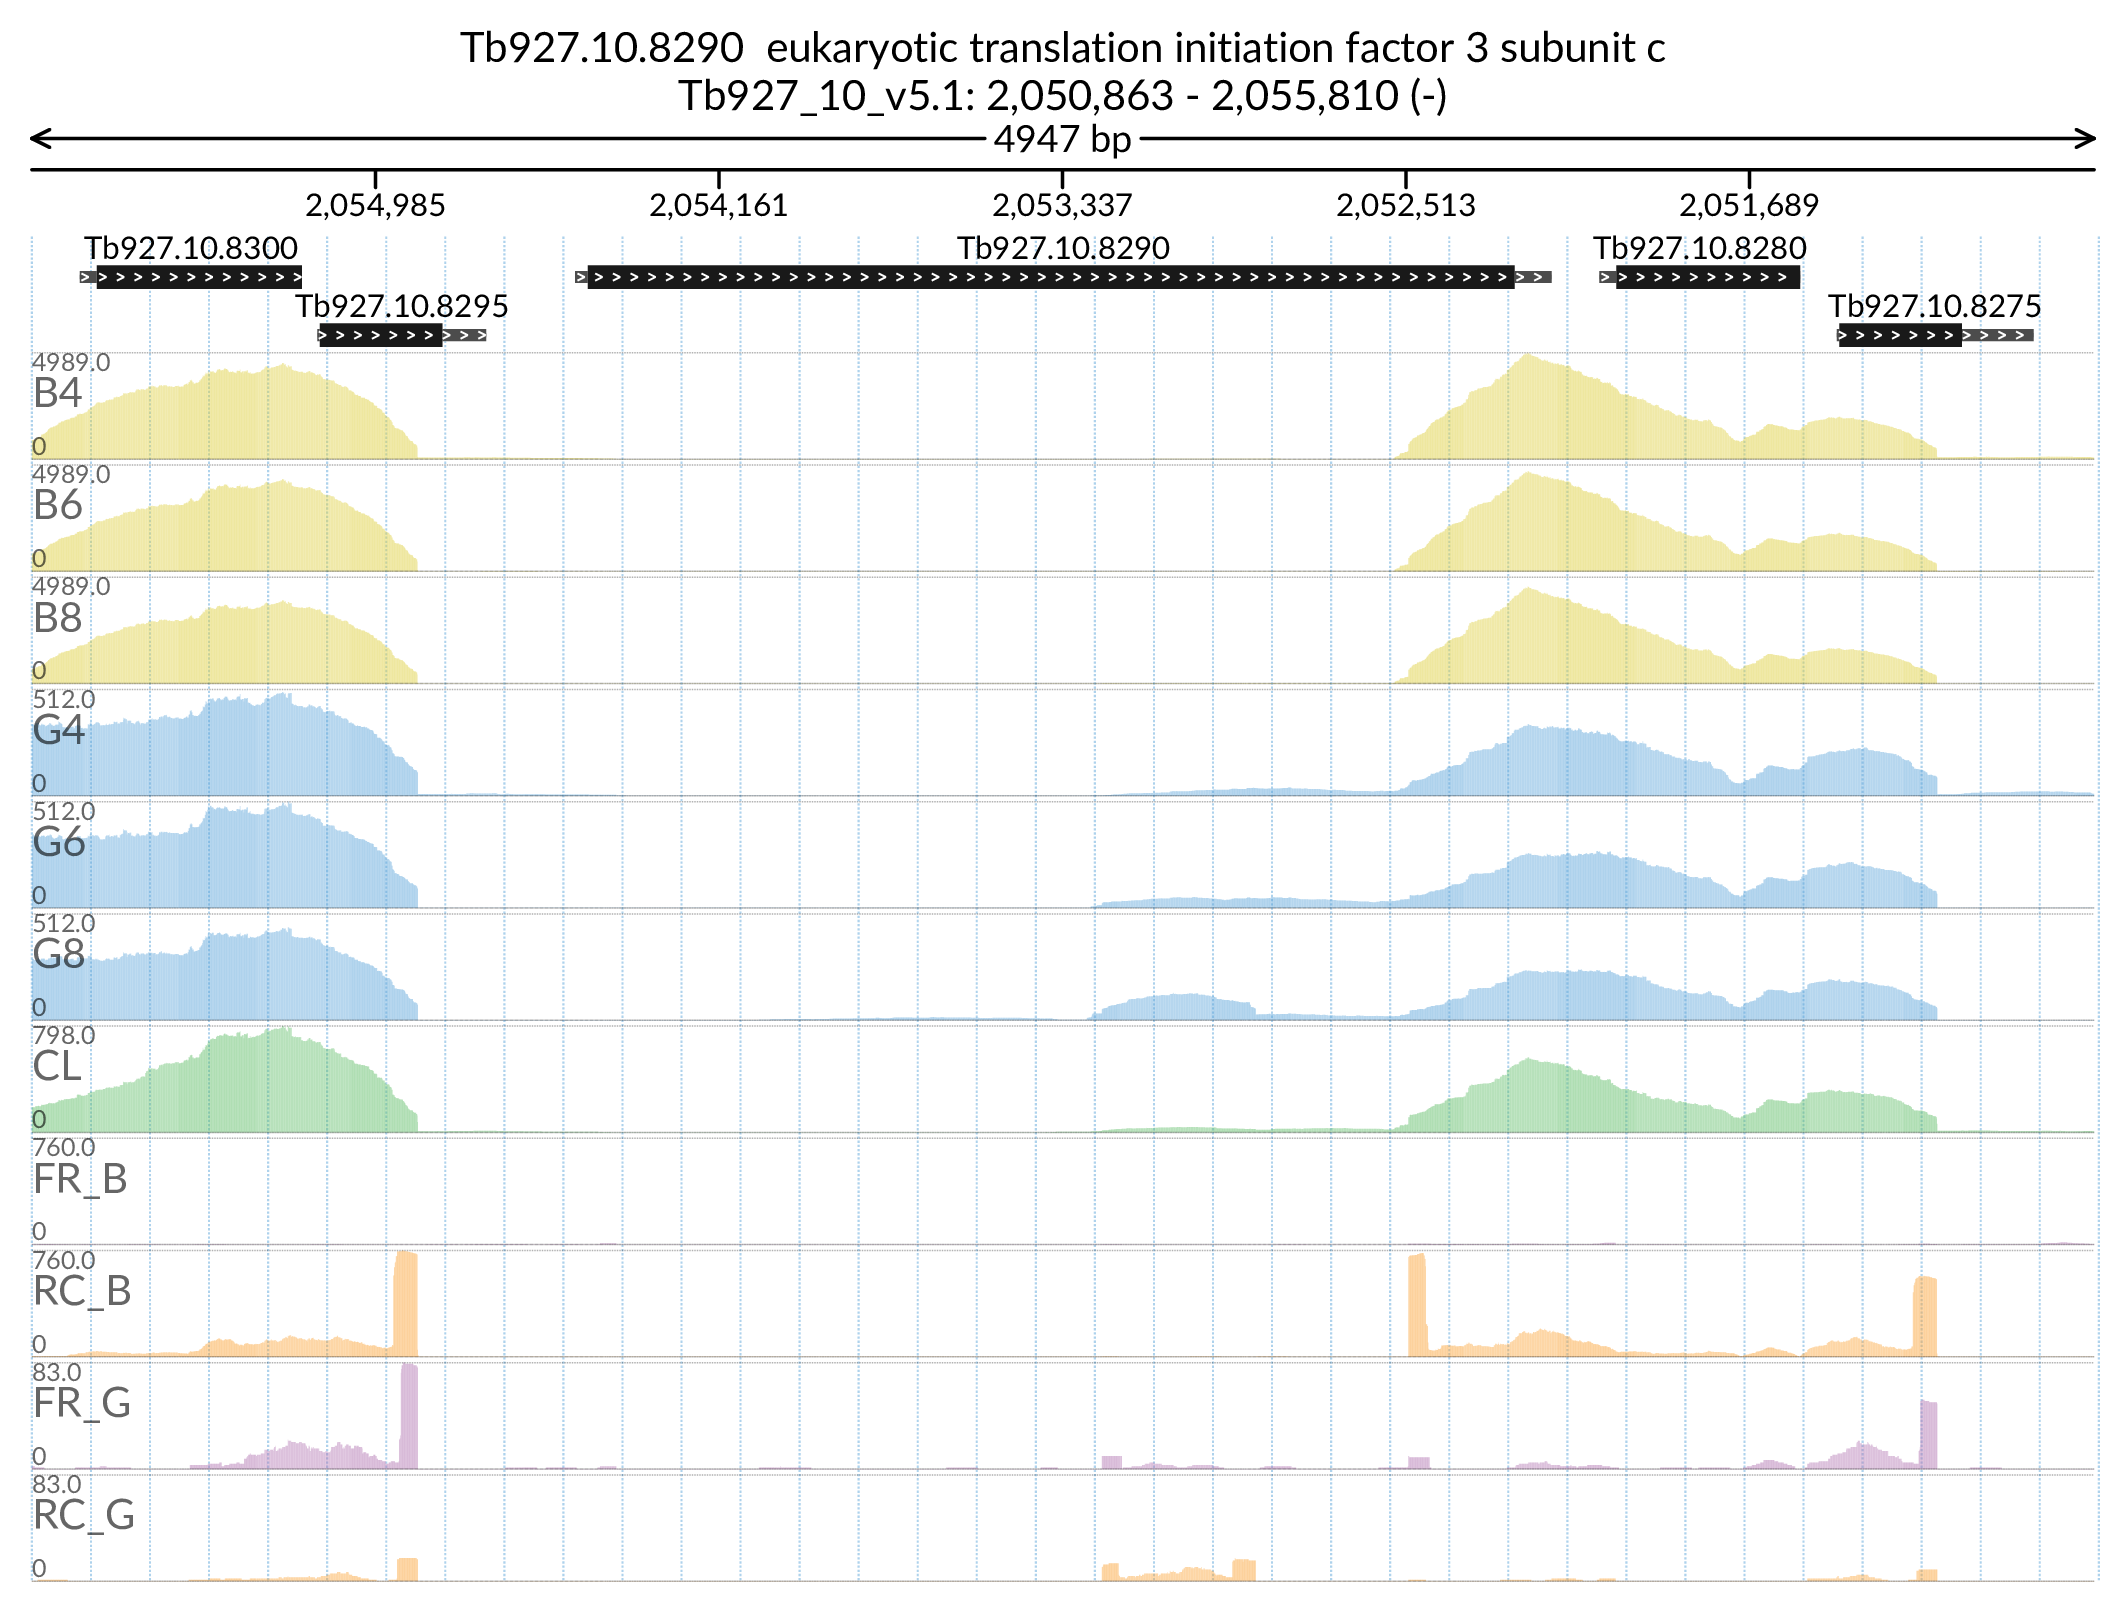 Tb927.10.8290  eukaryotic translation initiation factor 3 subunit c
Tb927_10_v5.1: 2,050,863 - 2,055,810 (-)
4947 bp
2,054,985 2,054,161 2,053,337 2,052,513 2,051,689
Tb927.10.8300 Tb927.10.8290 Tb927.10.8280
Tb927.10.8295 Tb927.10.8275
4989.0
B4
0
4989.0
B6
0
4989.0
B8
0
512.0
G4
0
512.0
G6
0
512.0
G8
0
798.0
CL
0
760.0
FR_B
0
760.0
RC_B
0
83.0
FR_G
0
83.0
RC_G
0